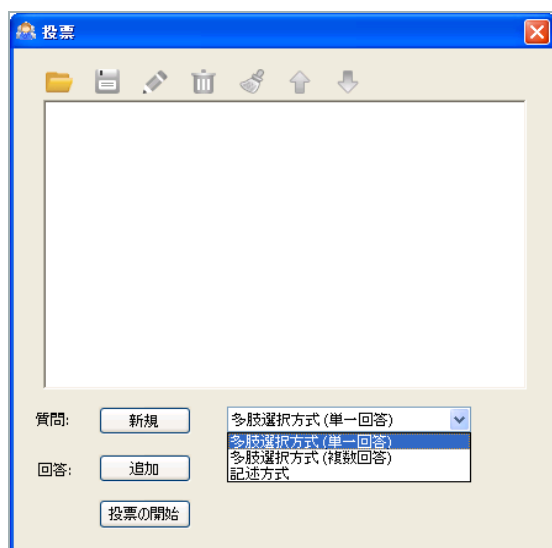 投票
質問:
新規
多肢選択方式(単一回答)
多肢選択方式(単一回答)
多肢選択方式(複数回答)
記述方式
回答:
追加
投票の開始